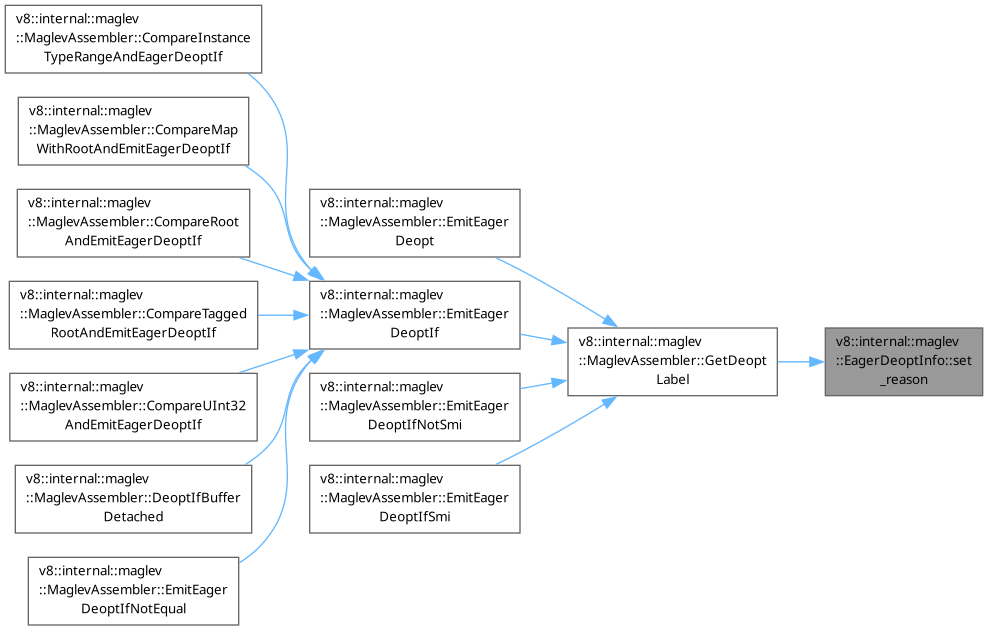 v8::internal::maglev
::MaglevAssembler::CompareInstance
TypeRangeAndEagerDeoptIf
v8::internal::maglev
::MaglevAssembler::CompareMap
WithRootAndEmitEagerDeoptIf
v8::internal::maglev
::MaglevAssembler::CompareRoot
AndEmitEagerDeoptIf
v8::internal::maglev
::MaglevAssembler::CompareTagged
RootAndEmitEagerDeoptIf
v8::internal::maglev
::MaglevAssembler::CompareUInt32
AndEmitEagerDeoptIf
v8::internal::maglev
::MaglevAssembler::DeoptIfBuffer
Detached
v8::internal::maglev
::MaglevAssembler::EmitEager
DeoptIfNotEqual
v8::internal::maglev
::MaglevAssembler::EmitEager
Deopt
v8::internal::maglev
::MaglevAssembler::EmitEager
DeoptIf
v8::internal::maglev
::MaglevAssembler::EmitEager
DeoptIfNotSmi
v8::internal::maglev
::MaglevAssembler::EmitEager
DeoptIfSmi
v8::internal::maglev
::MaglevAssembler::GetDeopt
Label
v8::internal::maglev
::EagerDeoptInfo::set
_reason